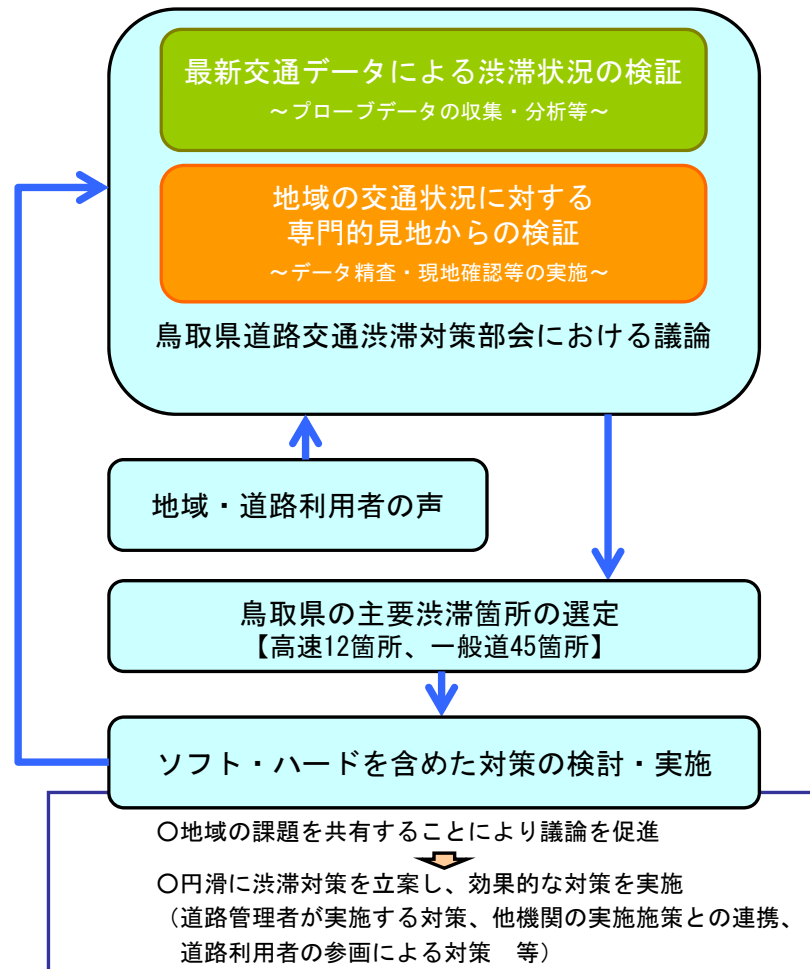 最新交通データによる渋滞状況の検証
～プローブデータの収集・分析等～
地域の交通状況に対する
専門的見地からの検証
～データ精査・現地確認等の実施～
鳥取県道路交通渋滞対策部会における議論
地域・道路利用者の声
鳥取県の主要渋滞箇所の選定
【高速12箇所、一般道45箇所】
ソフト・ハードを含めた対策の検討・実施
〇地域の課題を共有することにより議論を促進
〇円滑に渋滞対策を立案し、効果的な対策を実施
（道路管理者が実施する対策、他機関の実施施策との連携、
道路利用者の参画による対策　等）